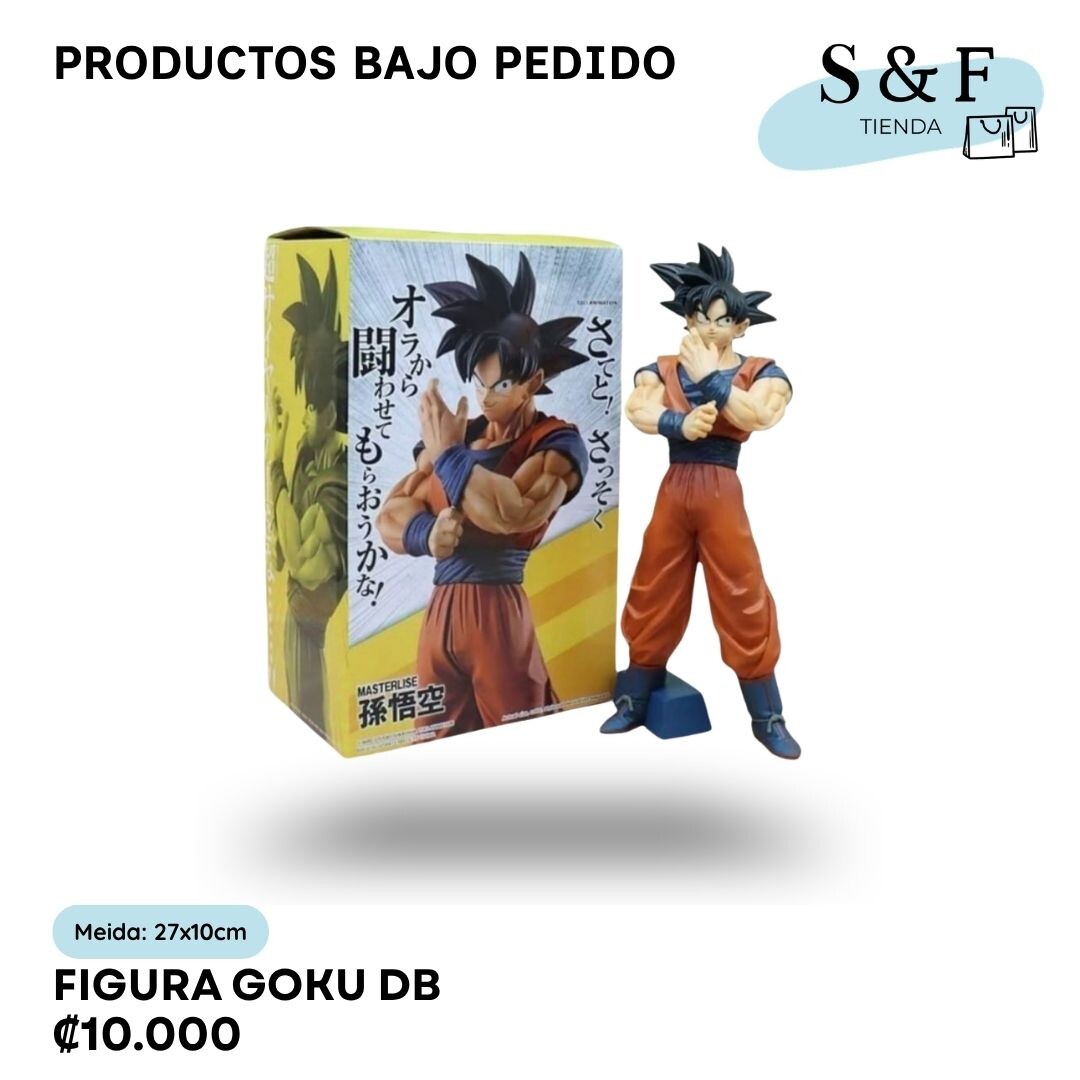 PRODUCTOS BAJO PEDIDO
S & F
TIENDA
さてど！さっそく
オラから
闘わせて
もらおうかな！
MASTERLISE
孫悟空
Meida: 27x10cm
FIGURA GOKU DB
₡10.000